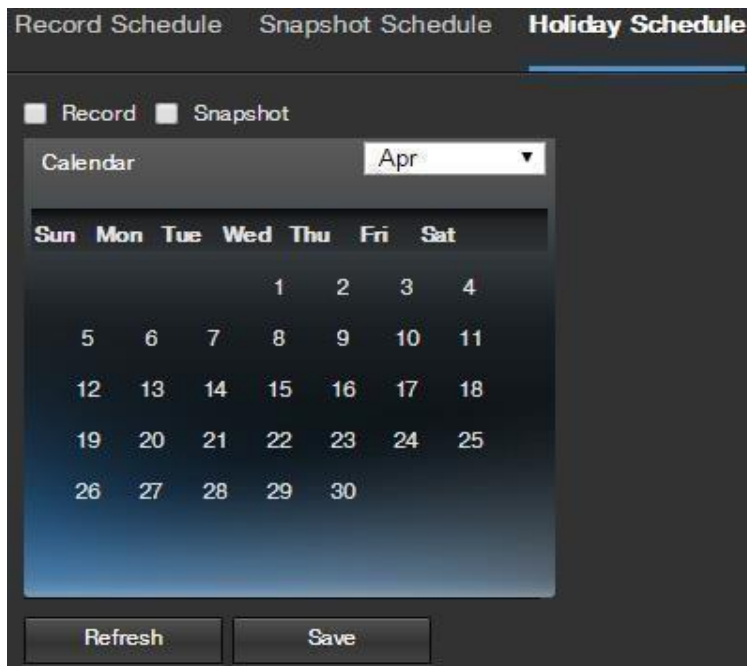 Record Schedule Snapshot Schedule Holiday Schedule
Record Snapshot
Calendar Apr
Sun Mon Tue Wed Thu Fri Sat
1 2 3 4
5 6 7 8 9 10 11
12 13 14 15 16 17 18
19 20 21 22 23 24 25
26 27 28 29 30
Refresh Save